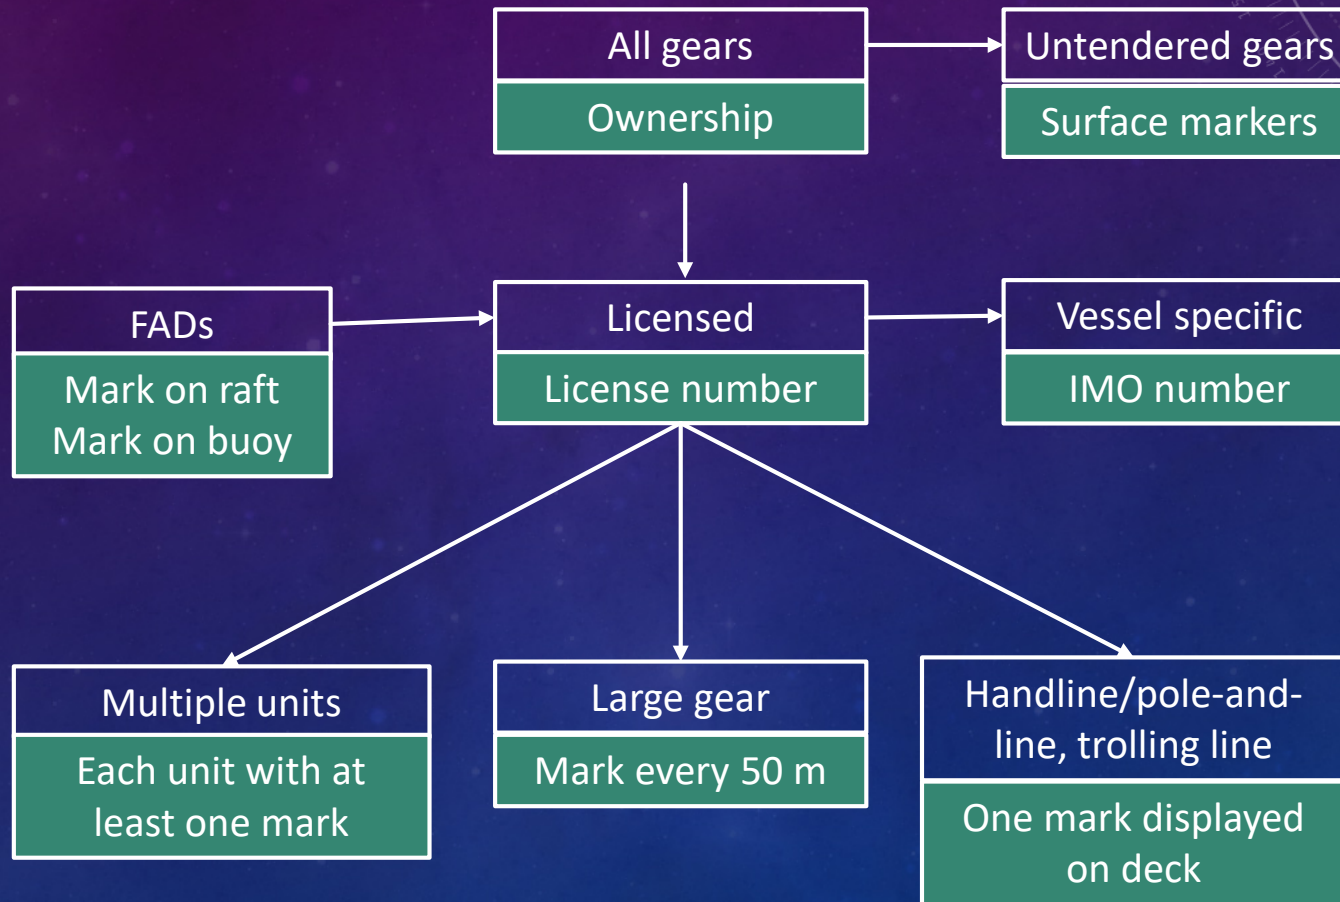 All gears
Ownership
Untendered gears
Surface markers
FADs
Mark on raft
Mark on buoy
Licensed
License number
Vessel specific
IMO number
Multiple units
Each unit with at
least one mark
Large gear
Mark every 50 m
Handline/pole-and-
line, trolling line
One mark displayed
on deck